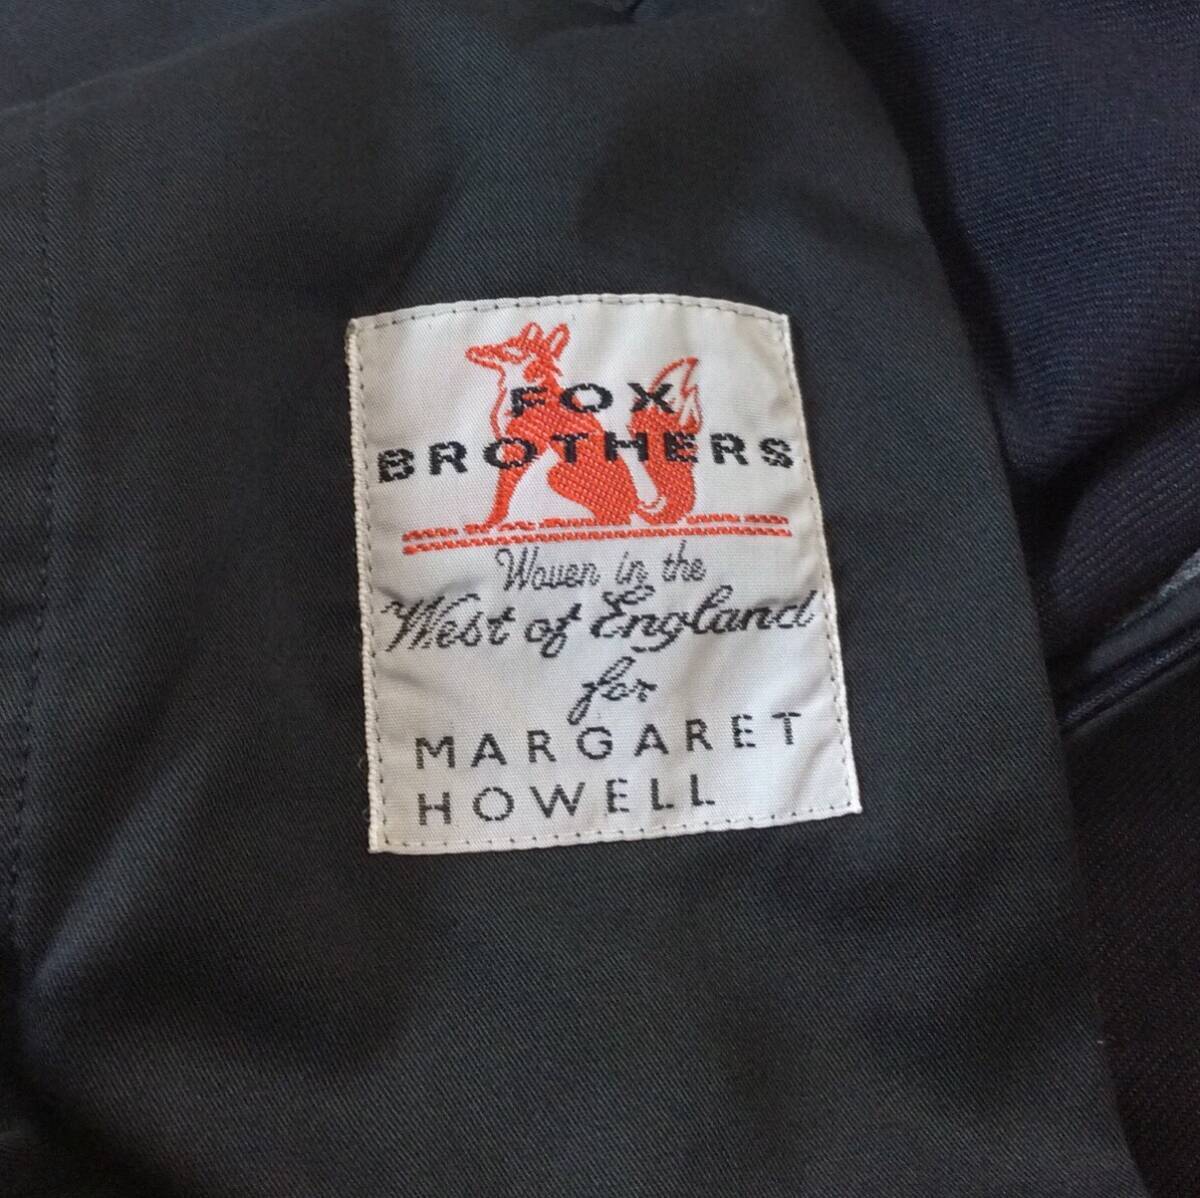 FOX
BROTHERS
Woven in the
West of England
for
MARGARET
HOWELL